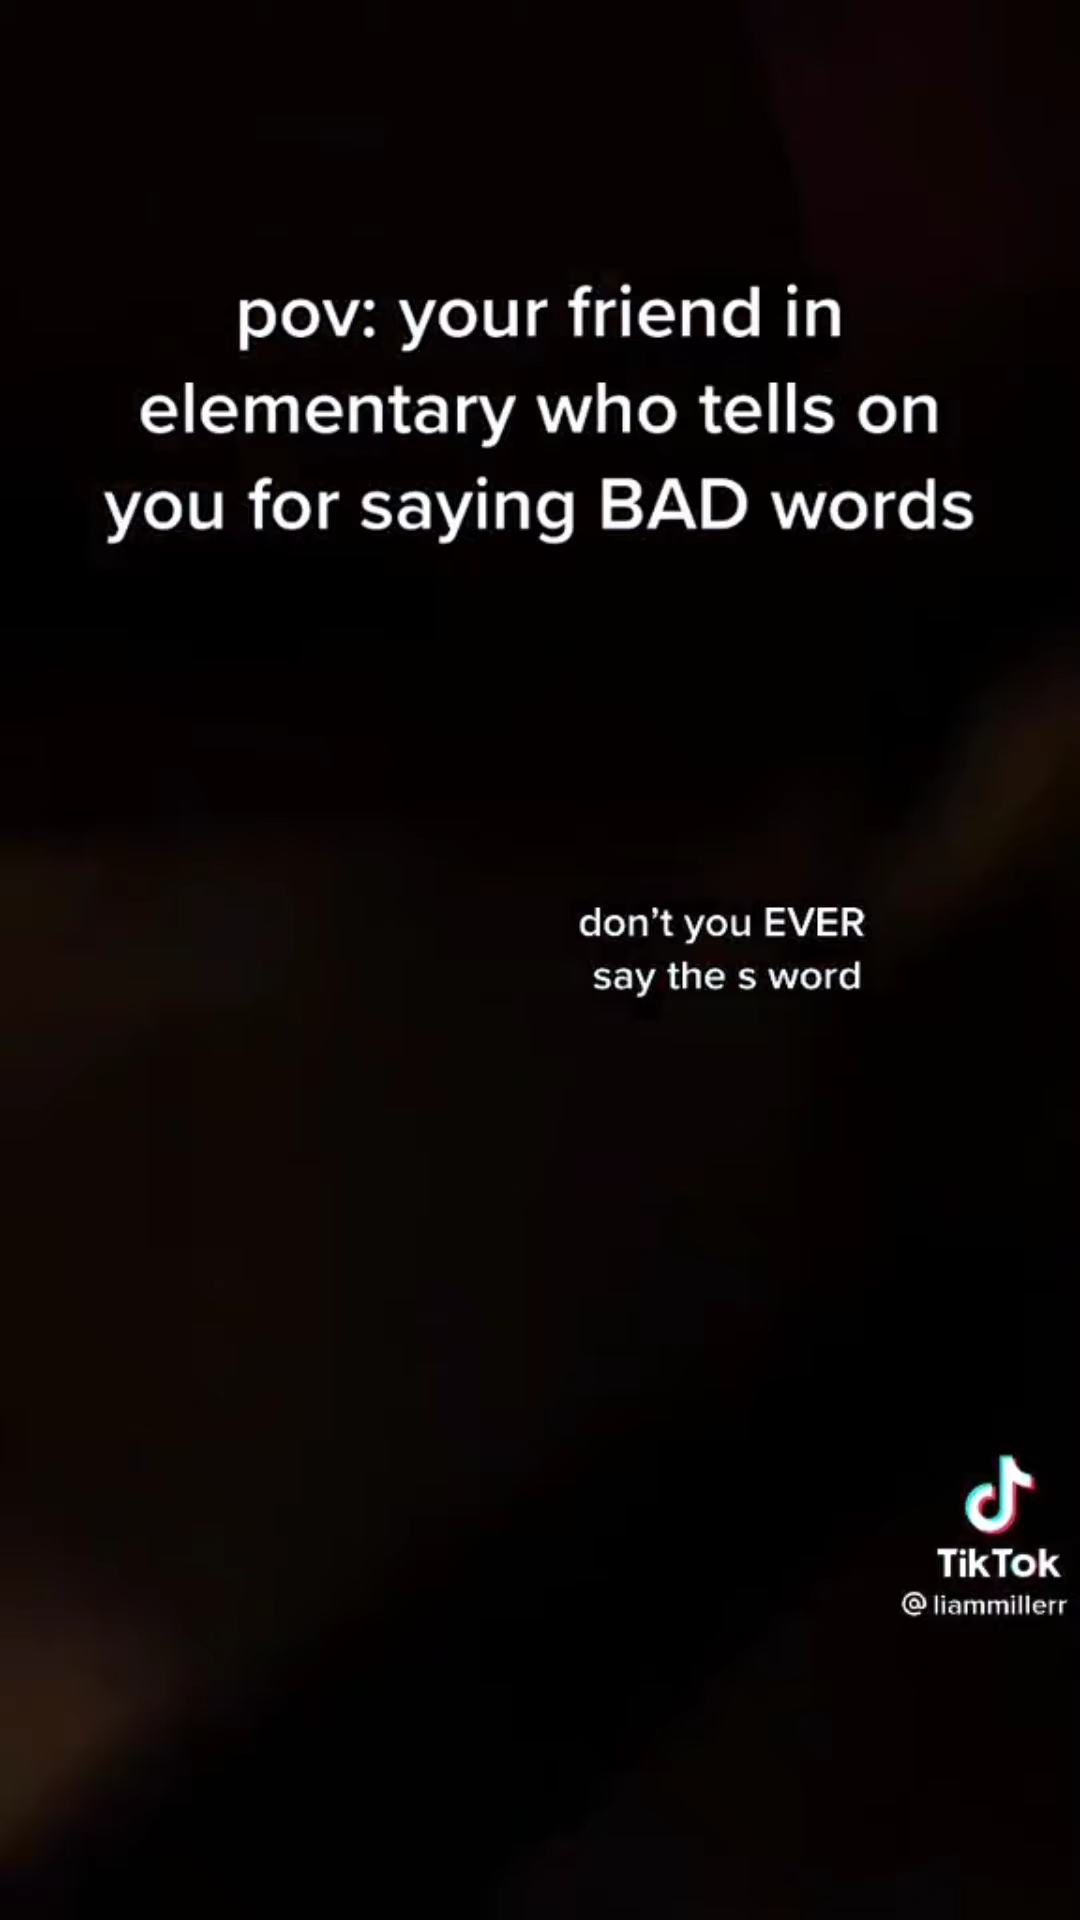 pov: your friend in
elementary who tells on
you for saying BAD words
don’t you EVER
say the s word
TikTok
@liammillerr